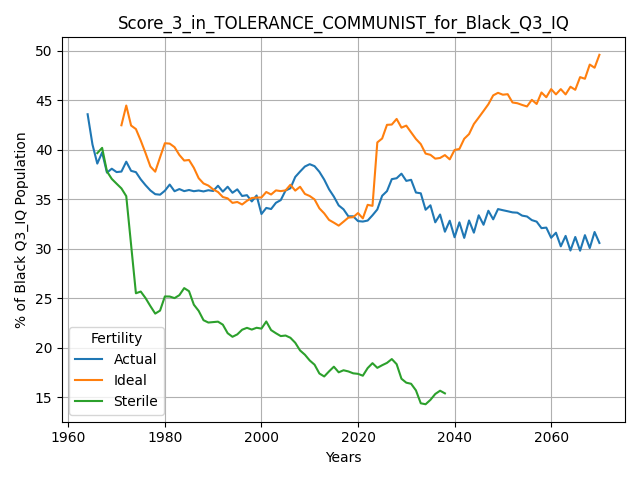 Score_3_in_TOLERANCE_COMMUNIST_for_Black_Q3_IQ
% of Black Q3_IQ Population
50
45
40
35
30
25
20
15
Fertility
Actual
Ideal
Sterile
1960 1980 2000 2020 2040 2060
Years